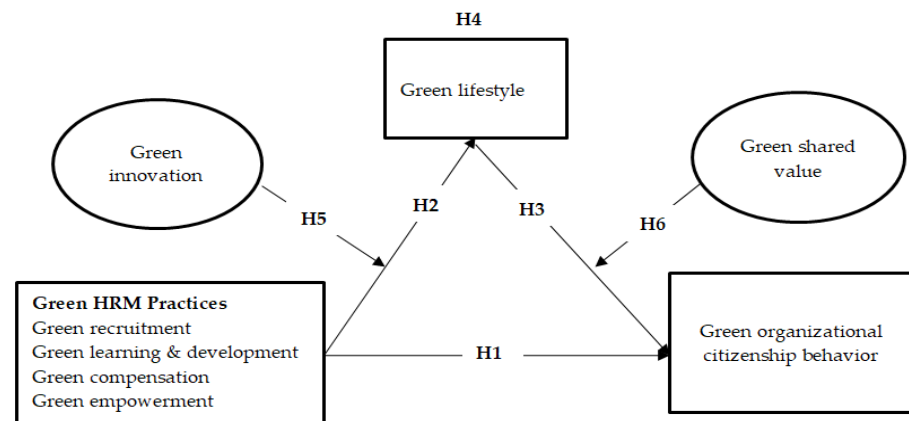 H4
Green lifestyle
Green
innovation
Green shared
value
H5
H2
H3
H6
Green HRM Practices
Green recruitment
Green learning & development
Green compensation
Green empowerment
H1
Green organizational
citizenship behavior